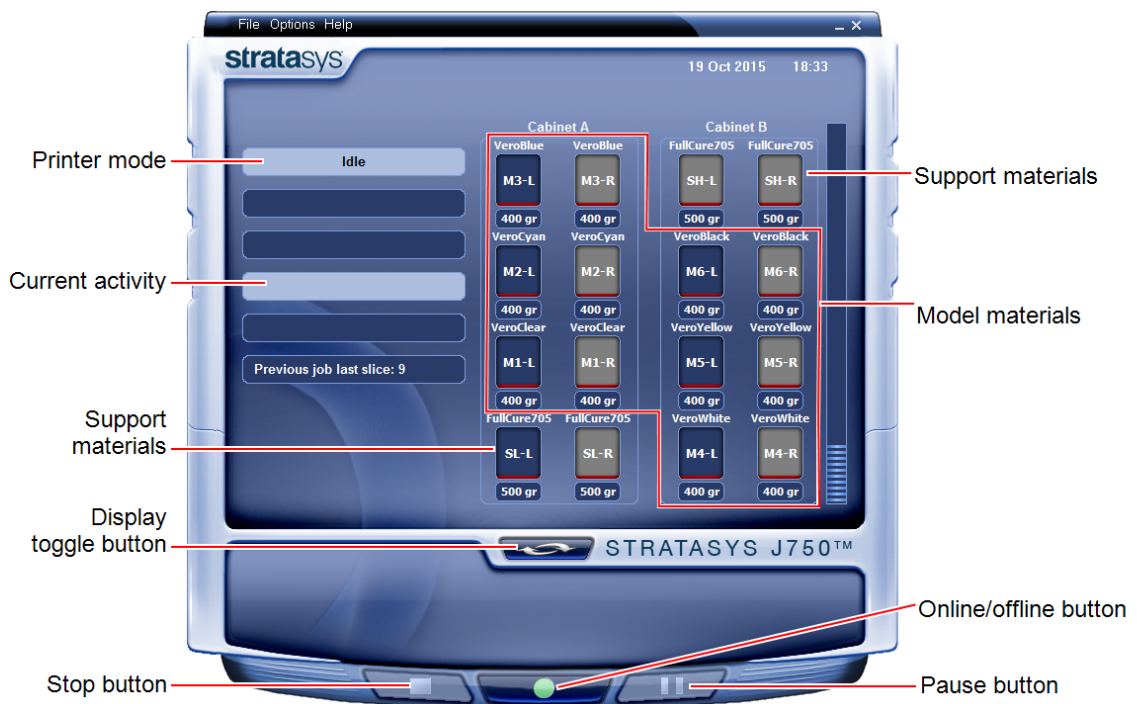 File Options Help
stratasys
19 Oct 2015 18:33
Cabinet A
Cabinet B
VeroBlue VeroBlue FullCure705 FullCure705
Printer mode
Idle
M3-L M3-R SH-L SH-R
Support materials
400 gr 400 gr 500 gr 500 gr
VeroCyan VeroCyan VeroBlack VeroBlack
Current activity
M2-L M2-R M6-L M6-R
400 gr 400 gr 400 gr 400 gr
Model materials
VeroClear VeroClear VeroYellow VeroYellow
Previous job last slice: 9
M1-L M1-R M5-L M5-R
400 gr 400 gr 400 gr 400 gr
FullCure705 FullCure705 VeroWhite VeroWhite
Support
materials
SL-L SL-R M4-L M4-R
500 gr 500 gr 400 gr 400 gr
Display
toggle button
STRATASYS J750™
Online/offline button
Stop button
Pause button